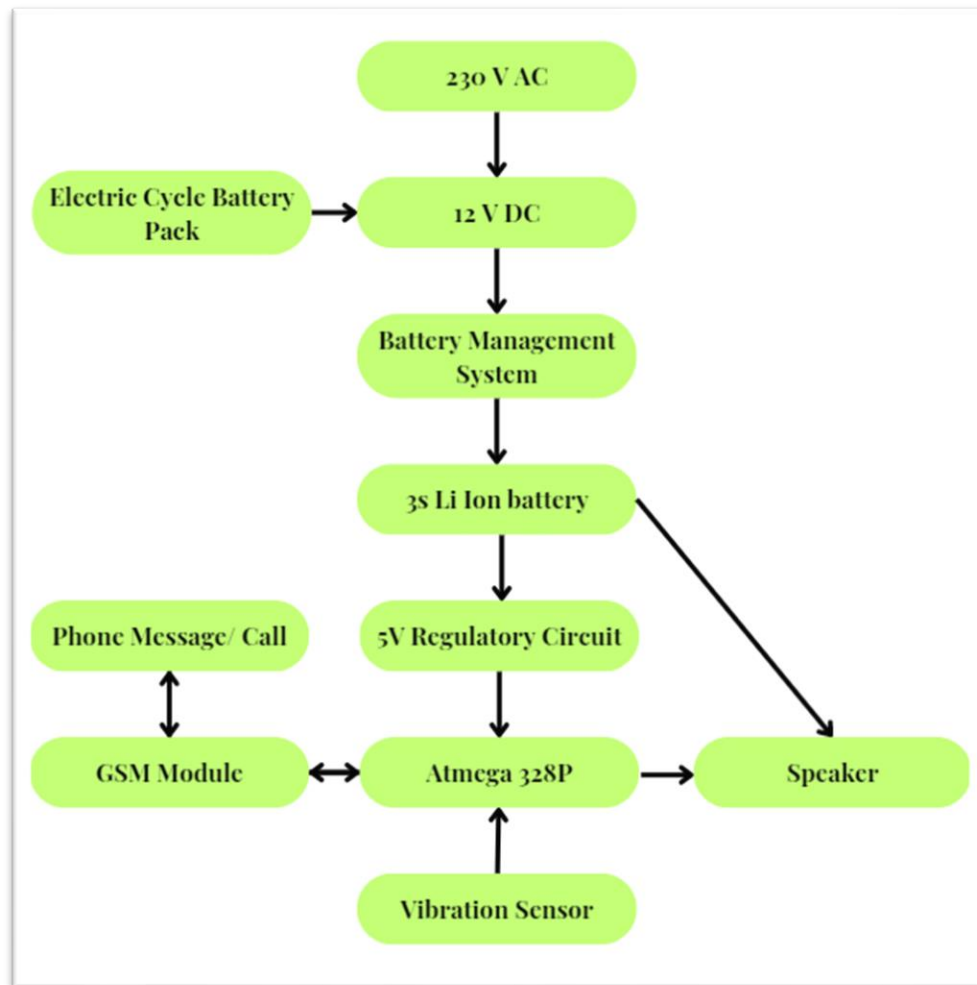 230 V AC
Electric Cycle Battery
Pack
12 V DC
Battery Management
System
3s Li Ion battery
Phone Message/ Call
5V Regulatory Circuit
GSM Module
Atmega 328P
Speaker
Vibration Sensor